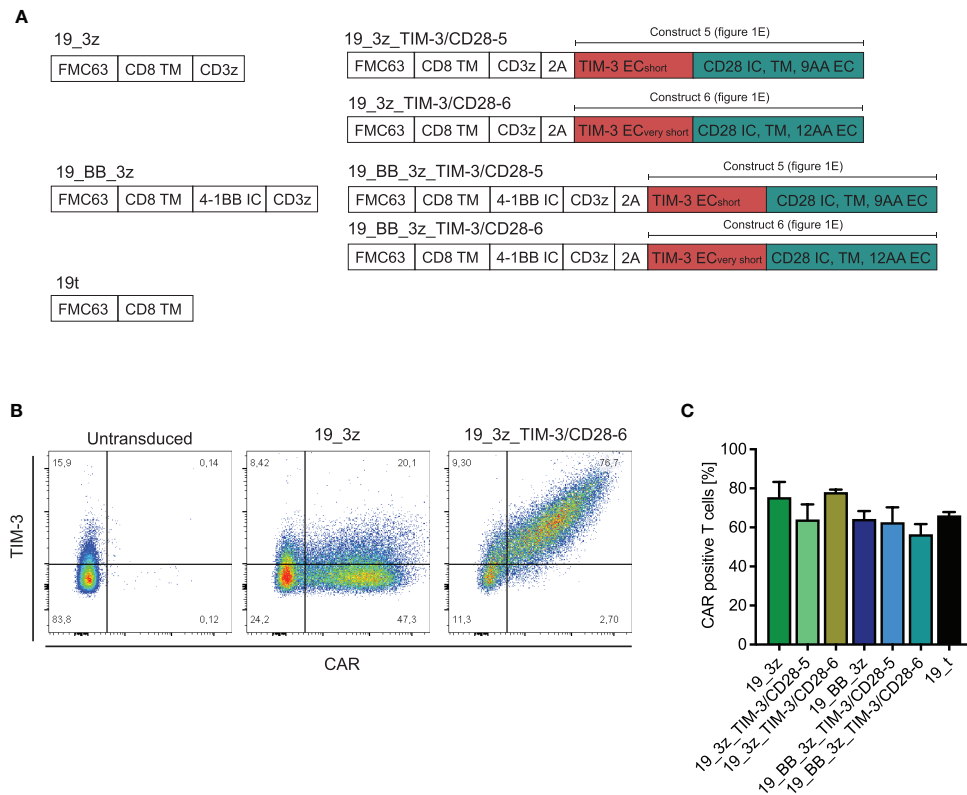 A
19_3z
FMC63 CD8 TM CD3z
19_3z_TIM-3/CD28-5
Construct 5 (figure 1E)
FMC63 CD8 TM CD3z 2A TIM-3 ECshort CD28 IC, TM, 9AA EC
19_3z_TIM-3/CD28-6
Construct 6 (figure 1E)
FMC63 CD8 TM CD3z 2A TIM-3 ECvery short CD28 IC, TM, 12AA EC
19_BB_3z
FMC63 CD8 TM 4-1BB IC CD3z
19_BB_3z_TIM-3/CD28-5
Construct 5 (figure 1E)
FMC63 CD8 TM 4-1BB IC CD3z 2A TIM-3 ECshort CD28 IC, TM, 9AA EC
19_BB_3z_TIM-3/CD28-6
Construct 6 (figure 1E)
FMC63 CD8 TM 4-1BB IC CD3z 2A TIM-3 ECvery short CD28 IC, TM, 12AA EC
19t
FMC63 CD8 TM
B
Untransduced
19_3z
19_3z_TIM-3/CD28-6
15,9 0,14
83,8 0,12
8,42 20,1
24,2 47,3
9,30 76,7
11,3 2,70
TIM-3
CAR
C
CAR positive T cells [%]
100
80
60
40
20
0
19_3z
19_3z_TIM-3/CD28-5
19_3z_TIM-3/CD28-6
19_BB_3z
19_BB_3z_TIM-3/CD28-5
19_BB_3z_TIM-3/CD28-6
19_t